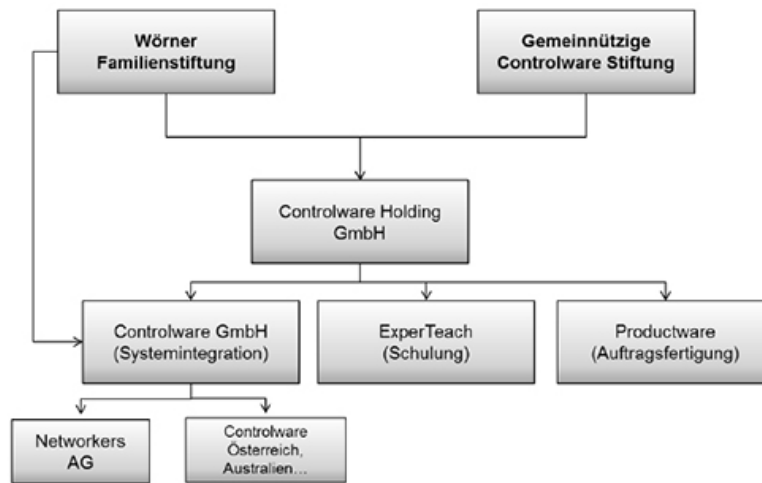 Wörner
Familienstiftung
Gemeinnützige
Controlware Stiftung
Controlware Holding
GmbH
Controlware GmbH
(Systemintegration)
ExperTeach
(Schulung)
Productware
(Auftragsfertigung)
Networkers
AG
Controlware
Österreich,
Australien...